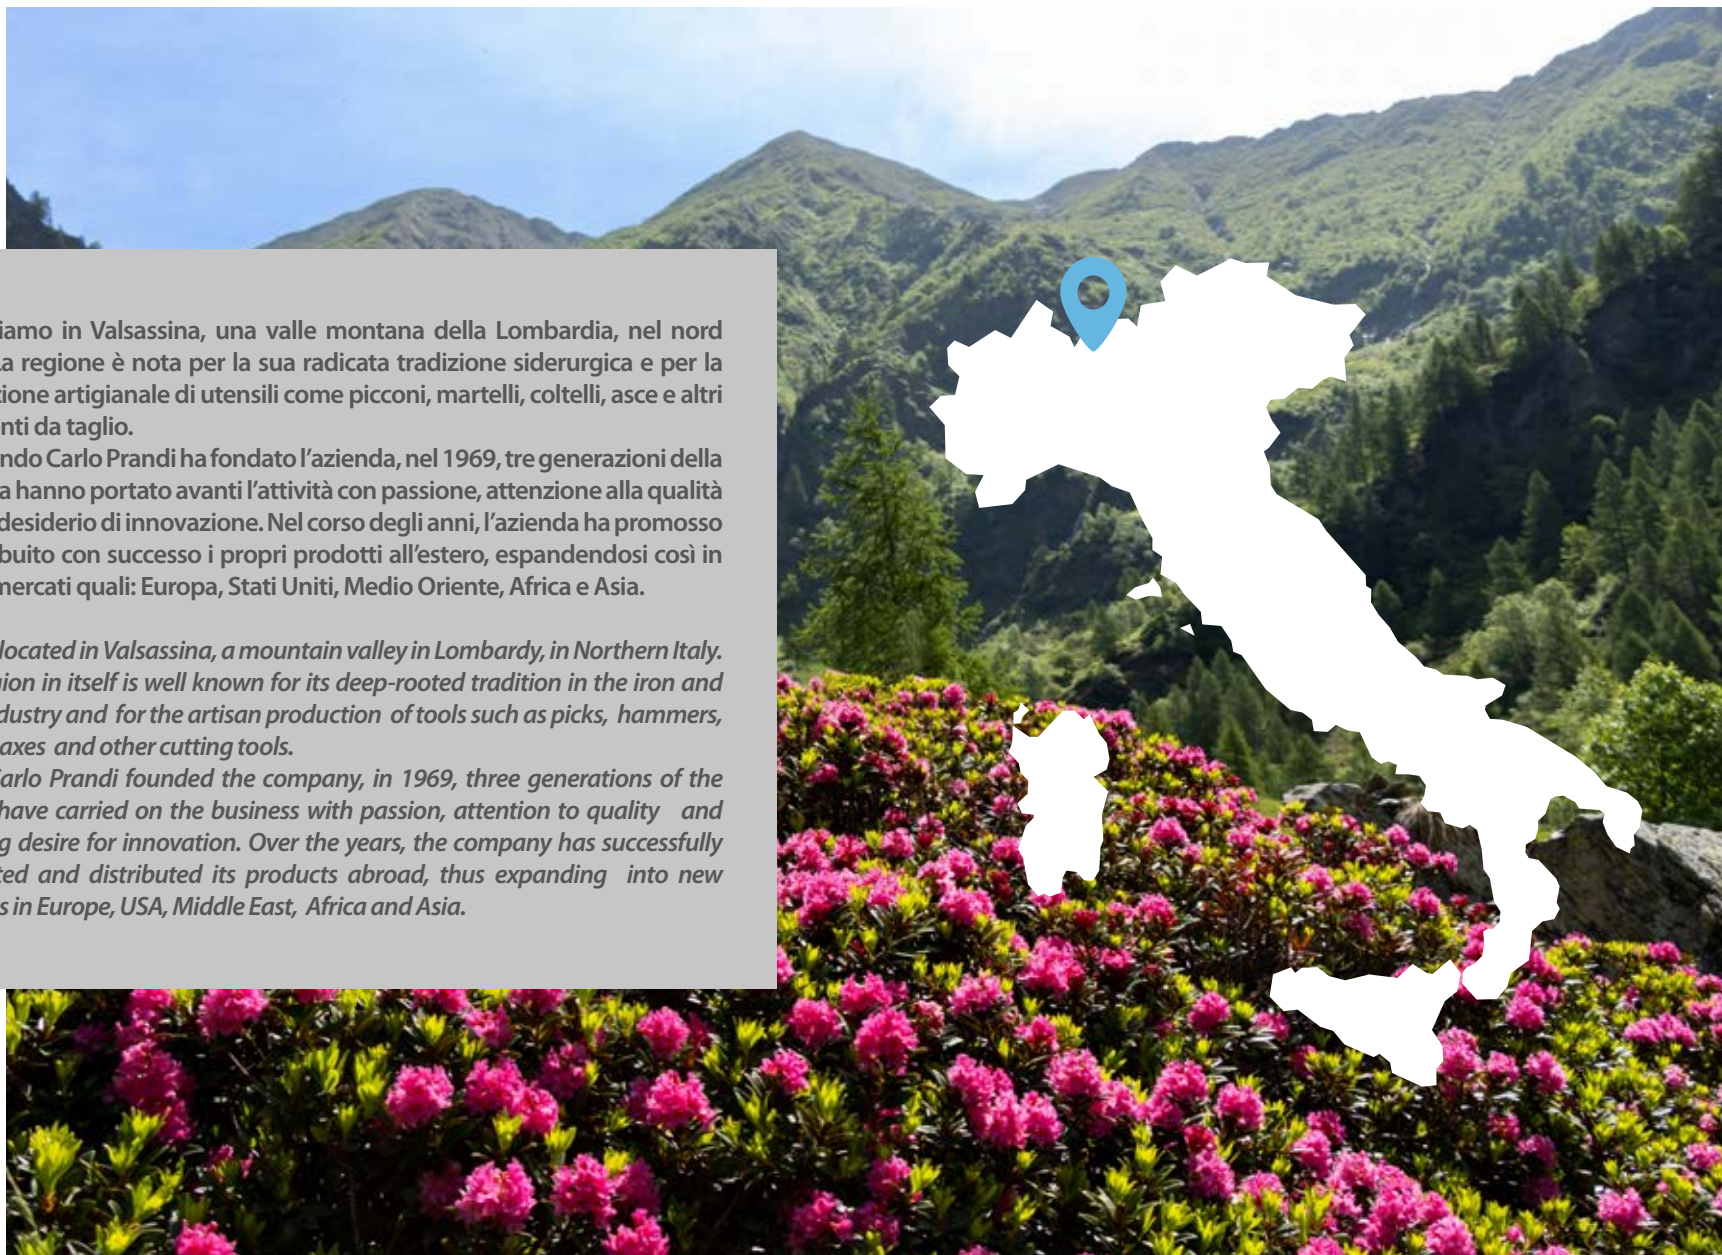 iamo in Valsassina, una valle montana della Lombardia, nel nord
a regione è nota per la sua radicata tradizione siderurgica e per la
zione artigianale di utensili come picconi, martelli, coltelli, asce e altri
nti da taglio.
ndo Carlo Prandi ha fondato l’azienda, nel 1969, tre generazioni della
a hanno portato avanti l’attività con passione, attenzione alla qualità
desiderio di innovazione. Nel corso degli anni, l’azienda ha promosso
buito con successo i propri prodotti all’estero, espandendosi così in
mercati quali: Europa, Stati Uniti, Medio Oriente, Africa e Asia.
located in Valsassina, a mountain valley in Lombardy, in Northern Italy.
ion in itself is well known for its deep-rooted tradition in the iron and
dustry and for the artisan production of tools such as picks, hammers,
axes and other cutting tools.
Carlo Prandi founded the company, in 1969, three generations of the
have carried on the business with passion, attention to quality and
g desire for innovation. Over the years, the company has successfully
ted and distributed its products abroad, thus expanding into new
s in Europe, USA, Middle East, Africa and Asia.